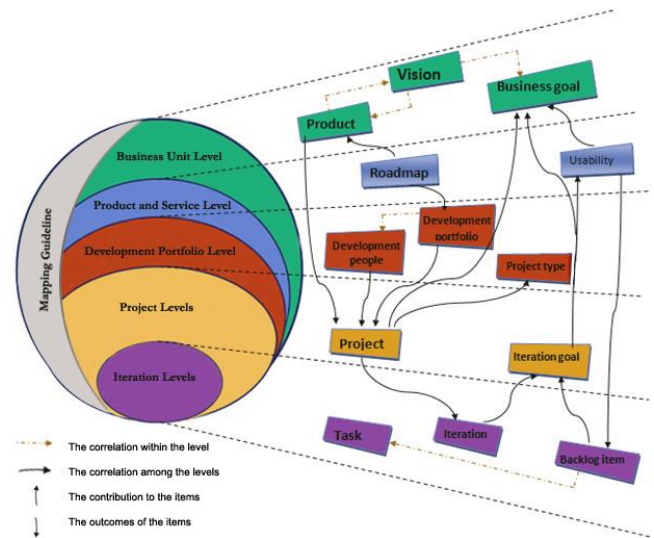 Vision
Business goal
Product
Roadmap
Usability
Development
people
Development
portfolio
Project type
Project
Iteration goal
Task
Iteration
Backlog item
Mapping Guideline
Business Unit Level
Product and Service Level
Development Portfolio Level
Project Levels
Iteration Levels
The correlation within the level
The correlation among the levels
The contribution to the items
The outcomes of the items